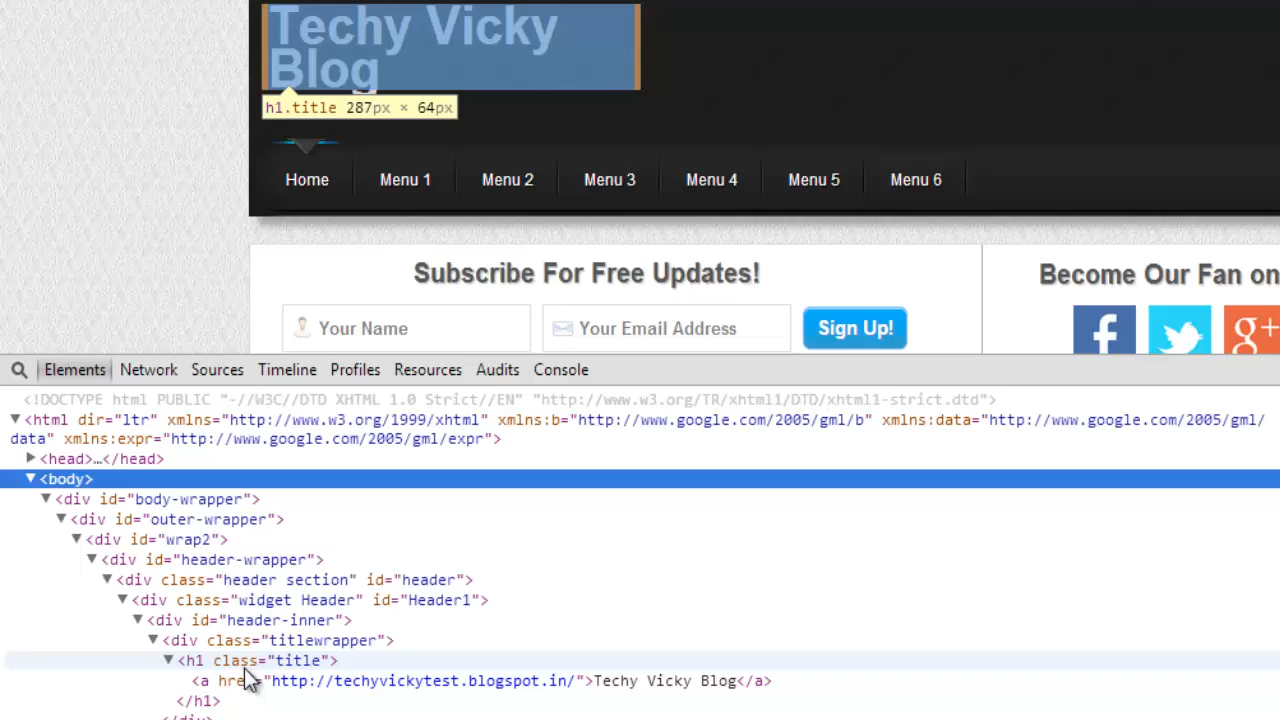 Techy Vicky
Blog
h1.title 287px × 64px
Home Menu 1 Menu 2 Menu 3 Menu 4 Menu 5 Menu 6
Subscribe For Free Updates! Become Our Fan on
Your Name Your Email Address Sign Up! f g+
Elements Network Sources Timeline Profiles Resources Audits Console
<!DOCTYPE html PUBLIC "-//W3C//DTD XHTML 1.0 Strict//EN" "http://www.w3.org/TR/xhtml1/DTD/xhtml1-strict.dtd">
<html dir="ltr" xmlns="http://www.w3.org/1999/xhtml" xmlns:b="http://www.google.com/2005/gml/b" xmlns:data="http://www.google.com/2005/gml/
data" xmlns:expr="http://www.google.com/2005/gml/expr">
<head>…</head>
<body>
<div id="body-wrapper">
<div id="outer-wrapper">
<div id="wrap2">
<div id="header-wrapper">
<div class="header section" id="header">
<div class="widget Header" id="Header1">
<div id="header-inner">
<div class="titlewrapper">
<h1 class="title">
<a href="http://techyvickytest.blogspot.in/">Techy Vicky Blog</a>
</h1>
</div>